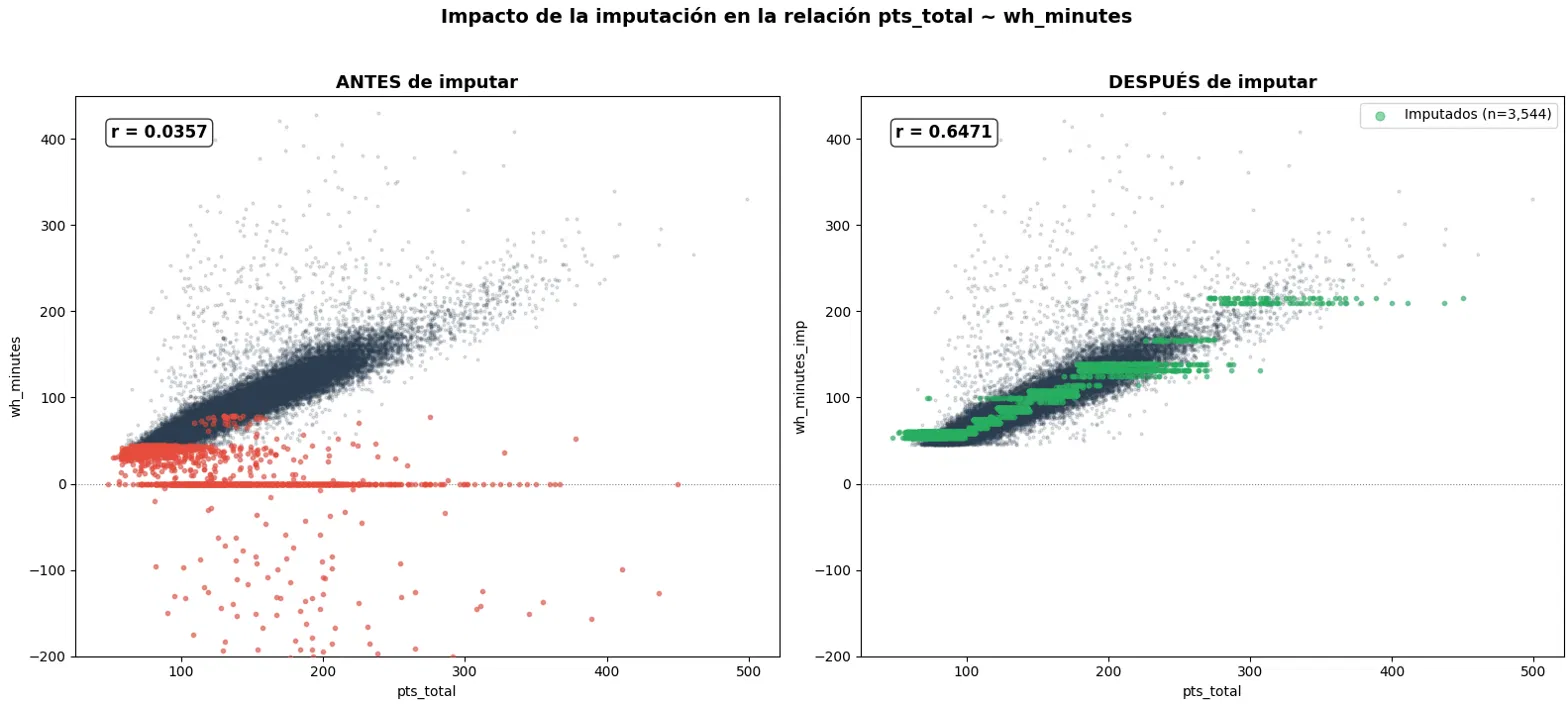 Impacto de la imputación en la relación pts_total ~ wh_minutes
ANTES de imputar
r = 0.0357
400
300
200
100
0
−100
−200
wh_minutes
100
200
300
400
500
pts_total
DESPUÉS de imputar
r = 0.6471
Imputados (n=3,544)
400
300
200
100
0
−100
−200
wh_minutes_imp
100
200
300
400
500
pts_total